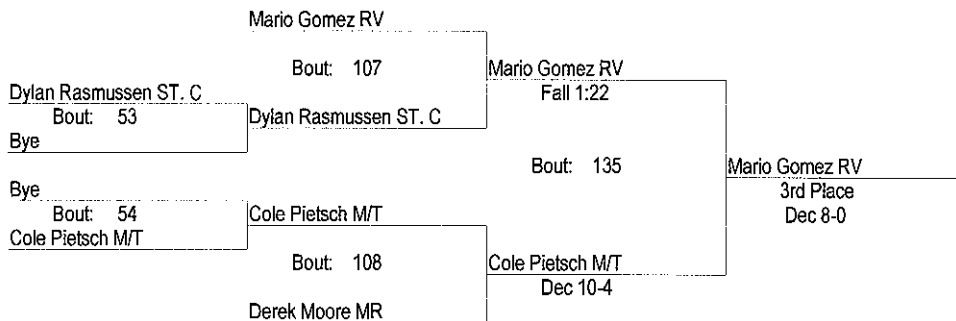 Mario Gomez RV
Bout: 107
Mario Gomez RV
Fall 1:22
Dylan Rasmussen ST. C
Bout: 53
Dylan Rasmussen ST. C
Bye
Bout: 135
Mario Gomez RV
3rd Place
Dec 8-0
Bye
Bout: 54
Cole Pietsch M/T
Cole Pietsch M/T
Bout: 108
Cole Pietsch M/T
Dec 10-4
Derek Moore MR